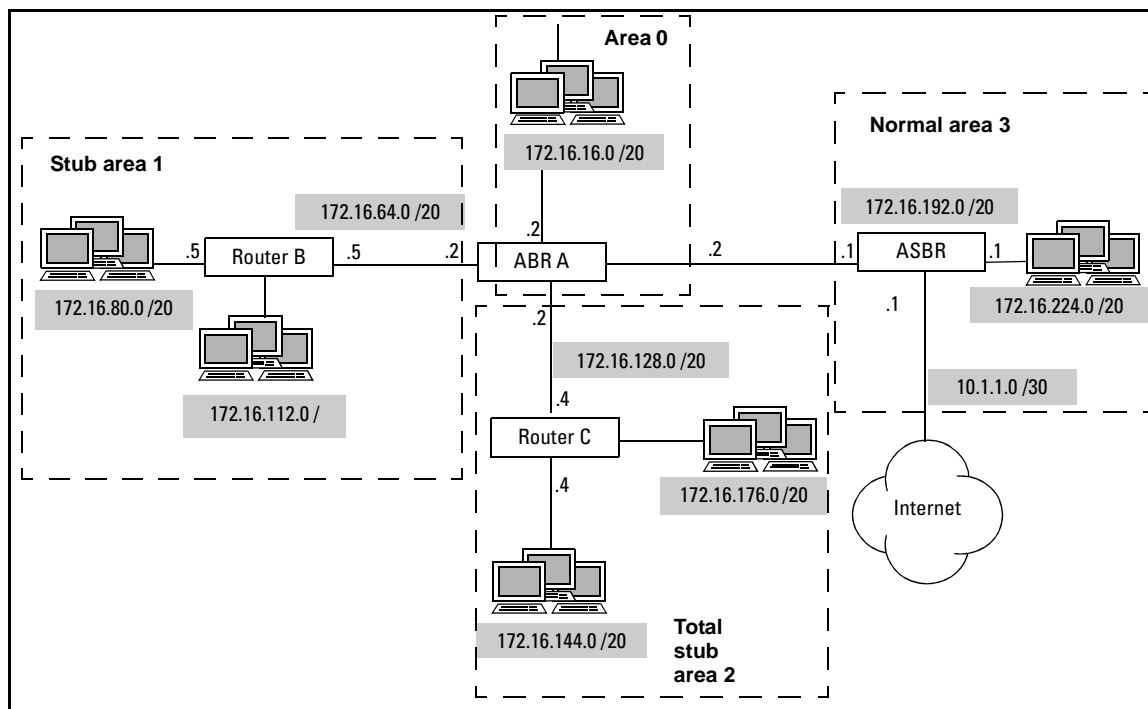 Area 0
172.16.16.0 /20
Normal area 3
Stub area 1
172.16.64.0 /20
172.16.192.0 /20
.5
Router B
.5
.2
.2
ABR A
.2
.1
ASBR
.1
172.16.80.0 /20
172.16.224.0 /20
.2
.1
172.16.112.0 /
172.16.128.0 /20
10.1.1.0 /30
.4
Router C
.4
172.16.176.0 /20
Internet
172.16.144.0 /20
Total
stub
area 2